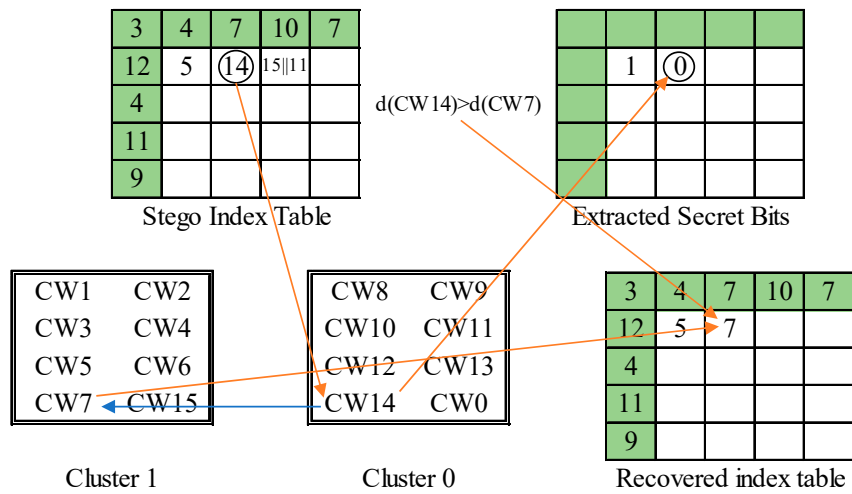 3 4 7 10 7
12 5 14 15||11
4
11
9
Stego Index Table
1 0
Extracted Secret Bits
d(CW14)>d(CW7)
CW1 CW2
CW3 CW4
CW5 CW6
CW7 CW15
Cluster 1
CW8 CW9
CW10 CW11
CW12 CW13
CW14 CW0
Cluster 0
3 4 7 10 7
12 5 7
4
11
9
Recovered index table